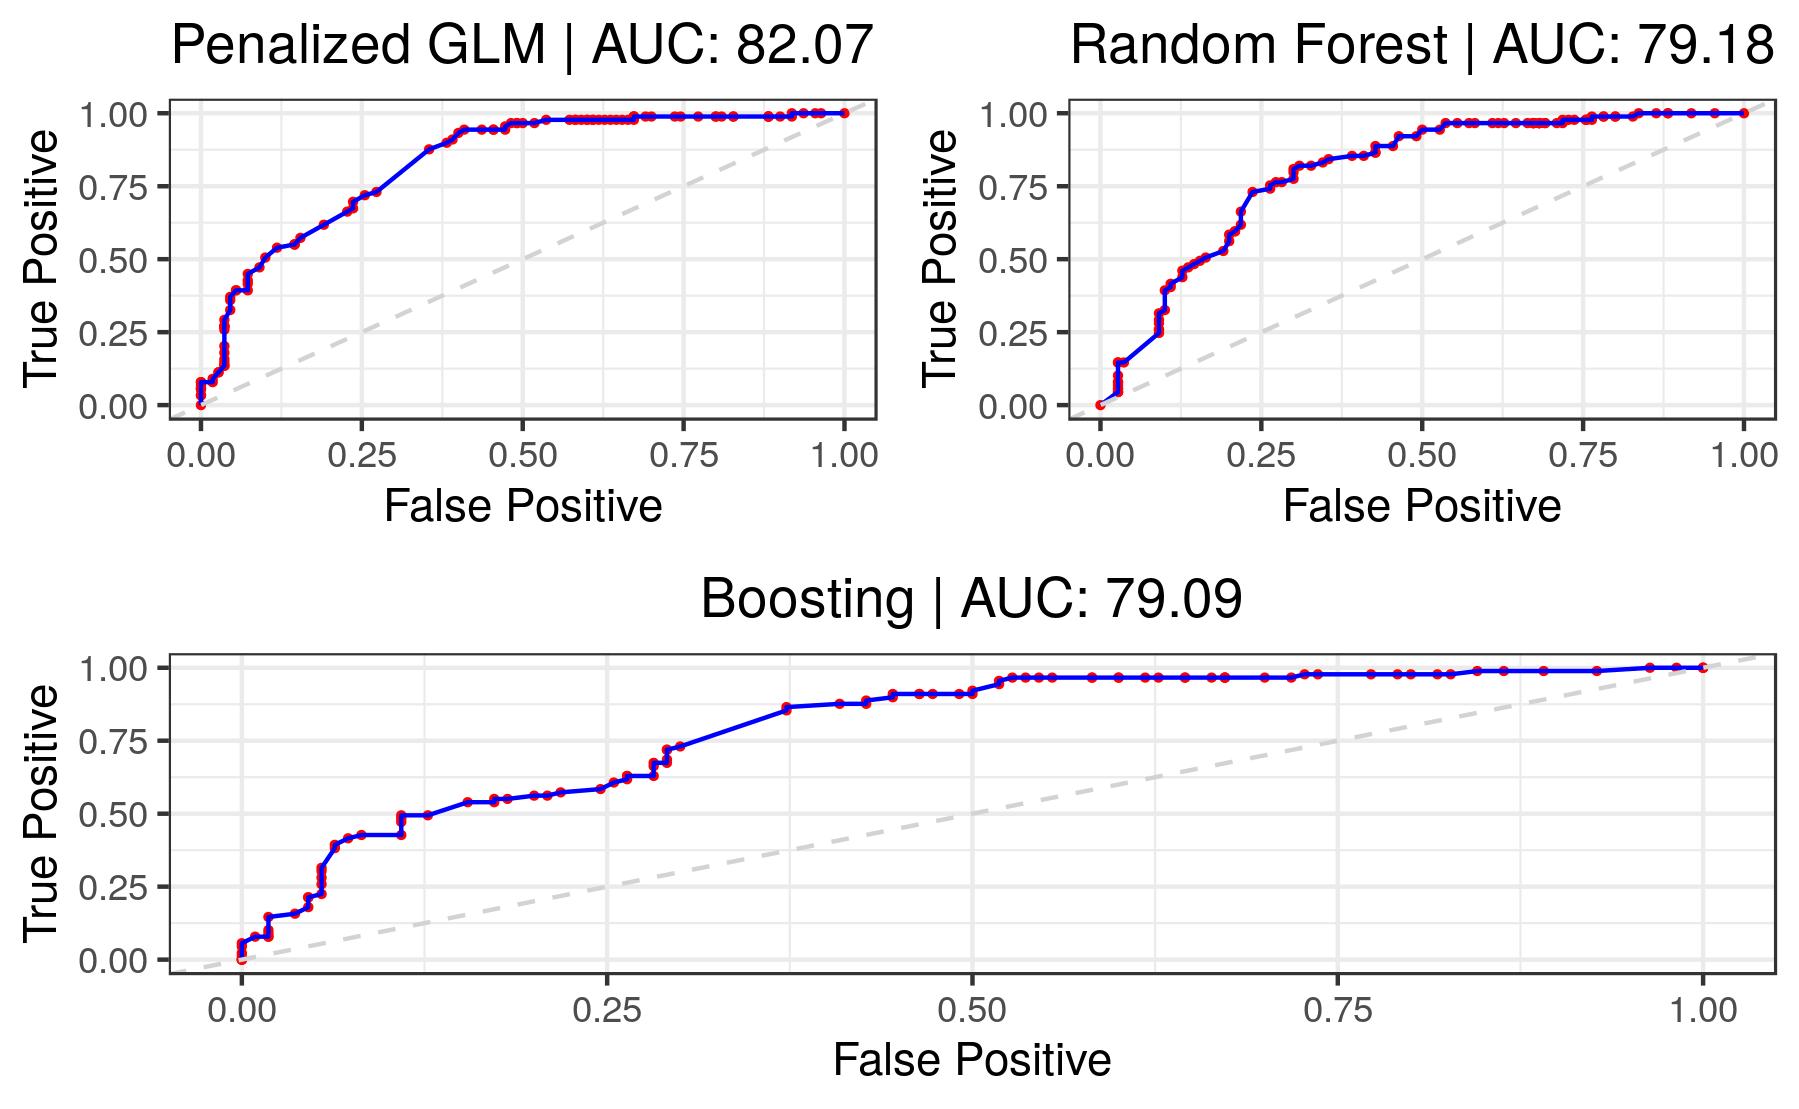 Penalized GLM | AUC: 82.07
True Positive
1.00
0.75
0.50
0.25
0.00
0.00 0.25 0.50 0.75 1.00
False Positive
Random Forest | AUC: 79.18
True Positive
1.00
0.75
0.50
0.25
0.00
0.00 0.25 0.50 0.75 1.00
False Positive
Boosting | AUC: 79.09
True Positive
1.00
0.75
0.50
0.25
0.00
0.00 0.25 0.50 0.75 1.00
False Positive